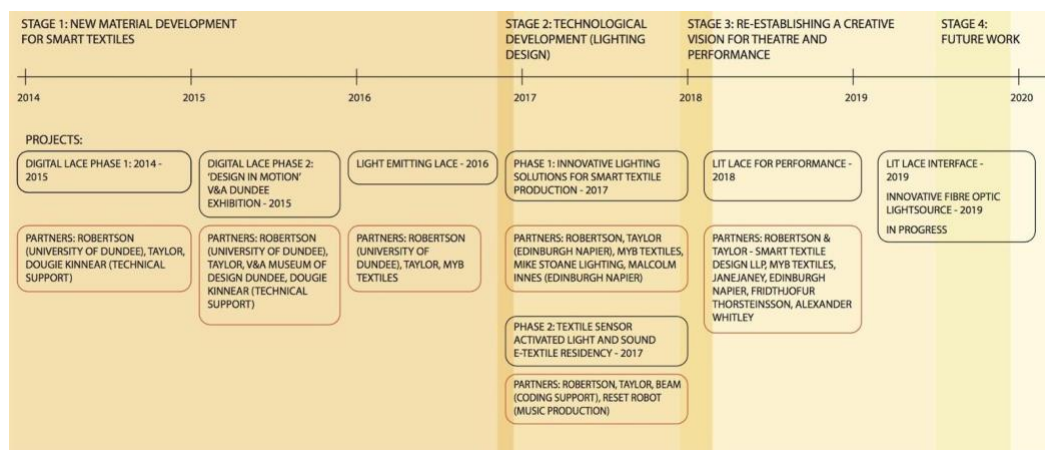 STAGE 1: NEW MATERIAL DEVELOPMENT
FOR SMART TEXTILES
STAGE 2: TECHNOLOGICAL
DEVELOPMENT (LIGHTING
DESIGN)
STAGE 3: RE-ESTABLISHING A CREATIVE
VISION FOR THEATRE AND
PERFORMANCE
STAGE 4:
FUTURE WORK
2014
2015
2016
2017
2018
2019
2020
PROJECTS:
DIGITAL LACE PHASE 1: 2014 -
2015
PARTNERS: ROBERTSON
(UNIVERSITY OF DUNDEE), TAYLOR,
DOUGIE KINNEAR (TECHNICAL
SUPPORT)
DIGITAL LACE PHASE 2:
'DESIGN IN MOTION'
V&A DUNDEE
EXHIBITION - 2015
PARTNERS: ROBERTSON
(UNIVERSITY OF DUNDEE),
TAYLOR, V&A MUSEUM OF
DESIGN DUNDEE, DOUGIE
KINNEAR (TECHNICAL
SUPPORT)
LIGHT EMITTING LACE - 2016
PARTNERS: ROBERTSON
(UNIVERSITY OF
DUNDEE), TAYLOR, MYB
TEXTILES
PHASE 1: INNOVATIVE LIGHTING
SOLUTIONS FOR SMART TEXTILE
PRODUCTION - 2017
PARTNERS: ROBERTSON, TAYLOR
(EDINBURGH NAPIER), MYB TEXTILES,
MIKE STOANE LIGHTING, MALCOLM
INNES (EDINBURGH NAPIER)
PHASE 2: TEXTILE SENSOR
ACTIVATED LIGHT AND SOUND
E-TEXTILE RESIDENCY - 2017
PARTNERS: ROBERTSON, TAYLOR, BEAM
(CODING SUPPORT), RESET ROBOT
(MUSIC PRODUCTION)
LIT LACE FOR PERFORMANCE -
2018
PARTNERS: ROBERTSON &
TAYLOR - SMART TEXTILE
DESIGN LLP, MYB TEXTILES,
JANEJANEY, EDINBURGH
NAPIER, FRIDTHJOFUR
THORSTEINSSON, ALEXANDER
WHITLEY
LIT LACE INTERFACE -
2019
INNOVATIVE FIBRE OPTIC
LIGHTSOURCE - 2019
IN PROGRESS